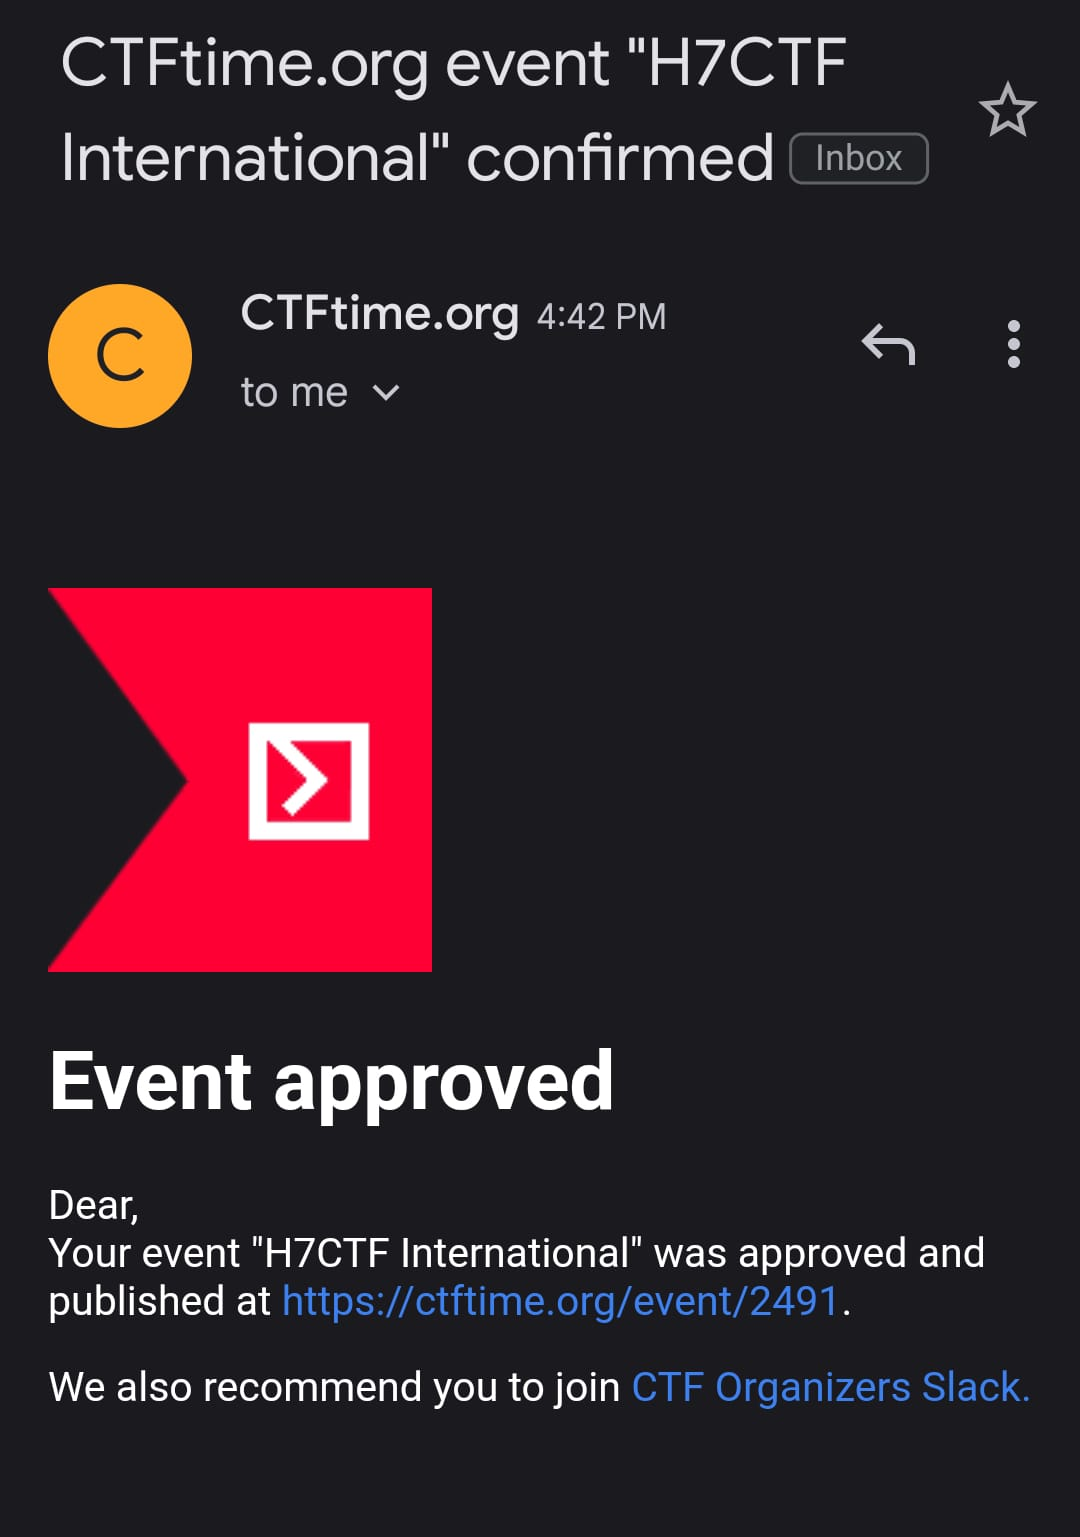 CTFtime.org event "H7CTF
International" confirmed Inbox
C
CTFtime.org 4:42 PM
to me
Event approved
Dear,
Your event "H7CTF International" was approved and
published at https://ctftime.org/event/2491.
We also recommend you to join CTF Organizers Slack.